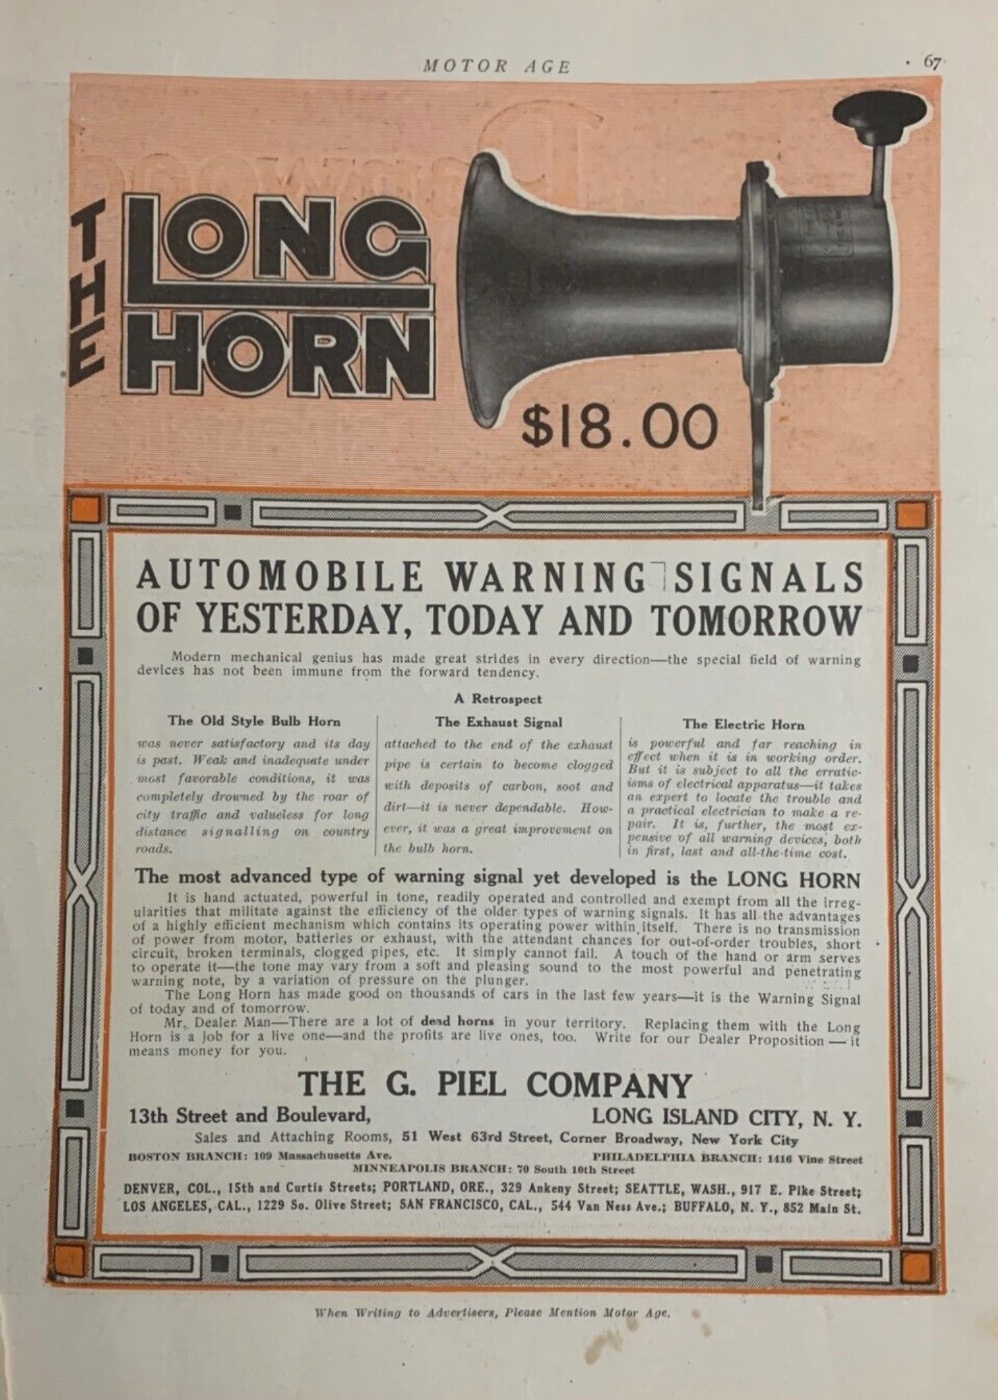 MOTOR AGE
67
THE
LONG
HORN
$18.00
AUTOMOBILE WARNING SIGNALS
OF YESTERDAY, TODAY AND TOMORROW
Modern mechanical genius has made great strides in every direction—the special field of warning
devices has not been immune from the forward tendency.
A Retrospect
The Old Style Bulb Horn
was never satisfactory and its day
is past. Weak and inadequate under
most favorable conditions, it was
completely drowned by the roar of
city traffic and valueless for long
distance signalling on country
roads.
The Exhaust Signal
attached to the end of the exhaust
pipe is certain to become clogged
with deposits of carbon, soot and
dirt—it is never dependable. How-
ever, it was a great improvement on
the bulb horn.
The Electric Horn
is powerful and far reaching in
effect when it is in working order.
But it is subject to all the erratic-
isms of electrical apparatus—it takes
an expert to locate the trouble and
a practical electrician to make a re-
pair. It is, further, the most ex-
pensive of all warning devices, both
in first, last and all-the-time cost.
The most advanced type of warning signal yet developed is the LONG HORN
It is hand actuated, powerful in tone, readily operated and controlled and exempt from all the irreg-
ularities that militate against the efficiency of the older types of warning signals. It has all the advantages
of a highly efficient mechanism which contains its operating power within itself. There is no transmission
of power from motor, batteries or exhaust, with the attendant chances for out-of-order troubles, short
circuit, broken terminals, clogged pipes, etc. It simply cannot fail. A touch of the hand or arm serves
to operate it—the tone may vary from a soft and pleasing sound to the most powerful and penetrating
warning note, by a variation of pressure on the plunger.
The Long Horn has made good on thousands of cars in the last few years—it is the Warning Signal
of today and of tomorrow.
Mr. Dealer Man—There are a lot of dead horns in your territory. Replacing them with the Long
Horn is a job for a live one—and the profits are live ones, too. Write for our Dealer Proposition—it
means money for you.
THE G. PIEL COMPANY
13th Street and Boulevard, LONG ISLAND CITY, N. Y.
Sales and Attaching Rooms, 51 West 63rd Street, Corner Broadway, New York City
BOSTON BRANCH: 109 Massachusetts Ave. PHILADELPHIA BRANCH: 1416 Vine Street
MINNEAPOLIS BRANCH: 70 South 10th Street
DENVER, COL., 15th and Curtis Streets; PORTLAND, ORE., 329 Ankeny Street; SEATTLE, WASH., 917 E. Pike Street;
LOS ANGELES, CAL., 1229 So. Olive Street; SAN FRANCISCO, CAL., 544 Van Ness Ave.; BUFFALO, N. Y., 852 Main St.
When Writing to Advertisers, Please Mention Motor Age.